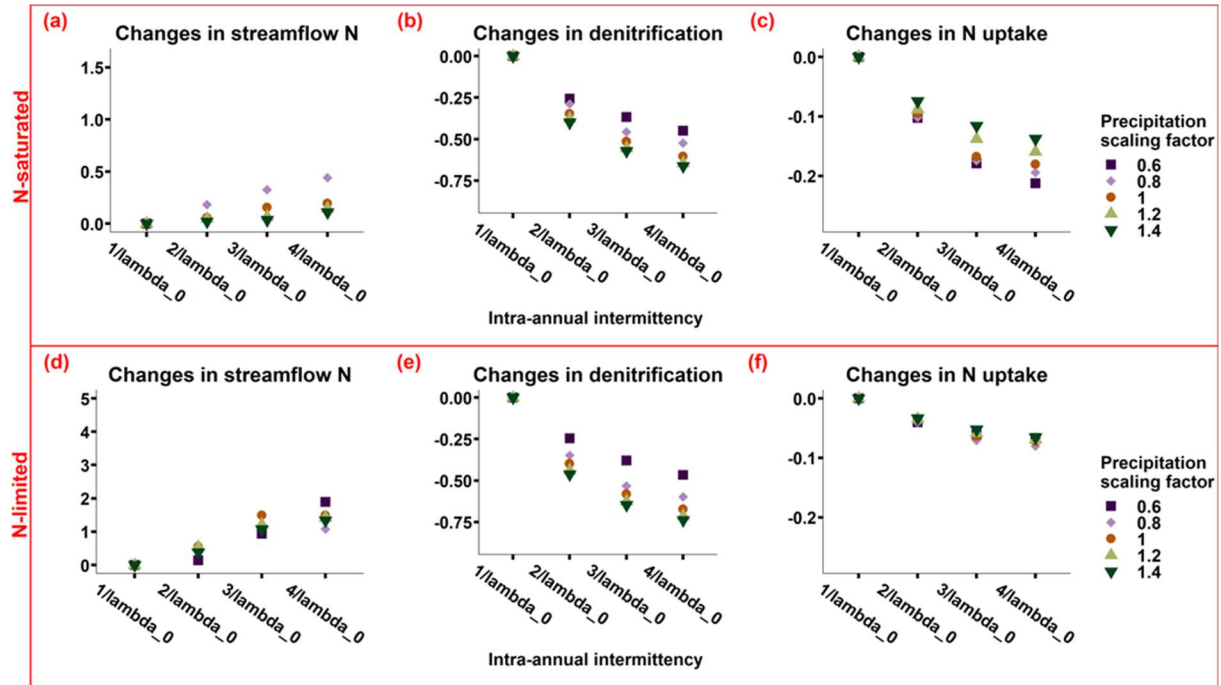 (a)
Changes in streamflow N
(b)
Changes in denitrification
(c)
Changes in N uptake
N-saturated
1.5
1.0
0.5
0.0
1/lambda_0
2/lambda_0
3/lambda_0
4/lambda_0
0.00
-0.25
-0.50
-0.75
1/lambda_0
2/lambda_0
3/lambda_0
4/lambda_0
0.0
-0.1
-0.2
1/lambda_0
2/lambda_0
3/lambda_0
4/lambda_0
Precipitation
scaling factor
0.6
0.8
1
1.2
1.4
Intra-annual intermittency
(d)
Changes in streamflow N
(e)
Changes in denitrification
(f)
Changes in N uptake
N-limited
5
4
3
2
1
0
1/lambda_0
2/lambda_0
3/lambda_0
4/lambda_0
0.00
-0.25
-0.50
-0.75
1/lambda_0
2/lambda_0
3/lambda_0
4/lambda_0
0.0
-0.1
-0.2
1/lambda_0
2/lambda_0
3/lambda_0
4/lambda_0
Precipitation
scaling factor
0.6
0.8
1
1.2
1.4
Intra-annual intermittency